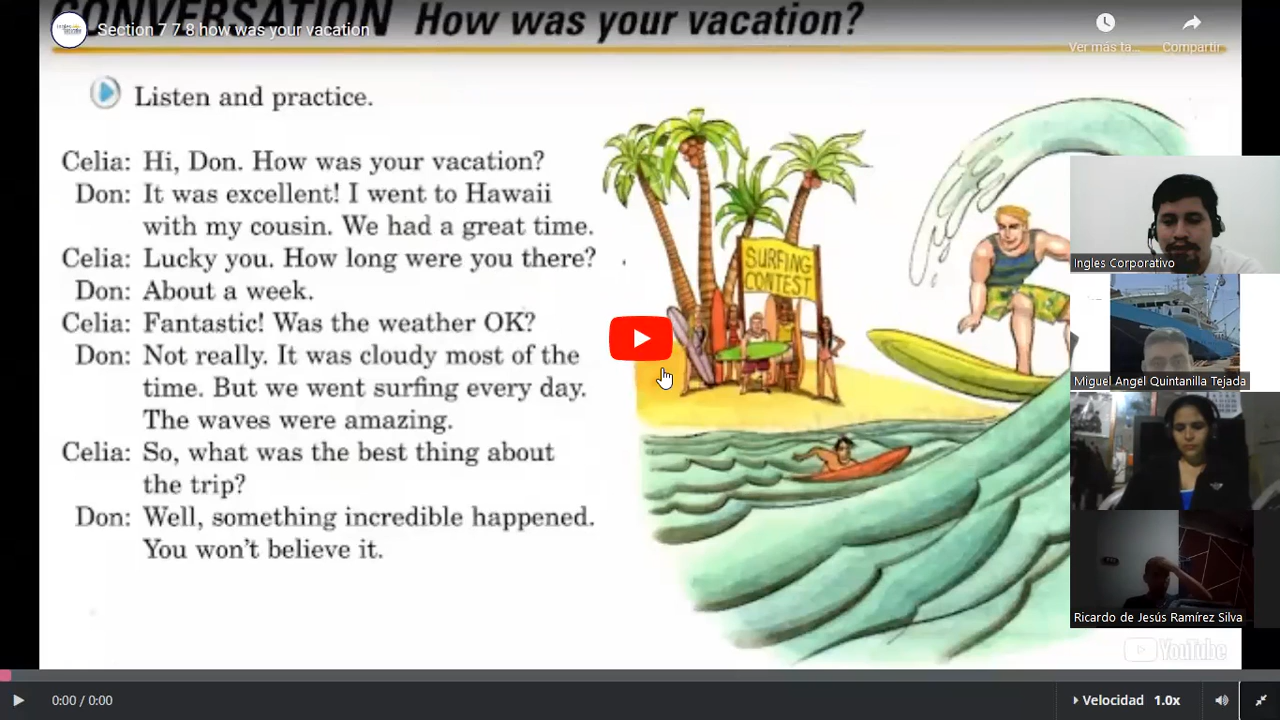 CONVERSATION How was your vacation?
Section 7 7 8 how was your vacation
Ver más ta...
Compartir
Listen and practice.
Celia: Hi, Don. How was your vacation?
Don: It was excellent! I went to Hawaii
with my cousin. We had a great time.
Celia: Lucky you. How long were you there?
Don: About a week.
Celia: Fantastic! Was the weather OK?
Don: Not really. It was cloudy most of the
time. But we went surfing every day.
The waves were amazing.
Celia: So, what was the best thing about
the trip?
Don: Well, something incredible happened.
You won't believe it.
SURFING
CONTEST
Ingles Corporativo
Miguel Angel Quintanilla Tejada
Ricardo de Jesús Ramírez Silva
YouTube
0:00 / 0:00
Velocidad 1.0x